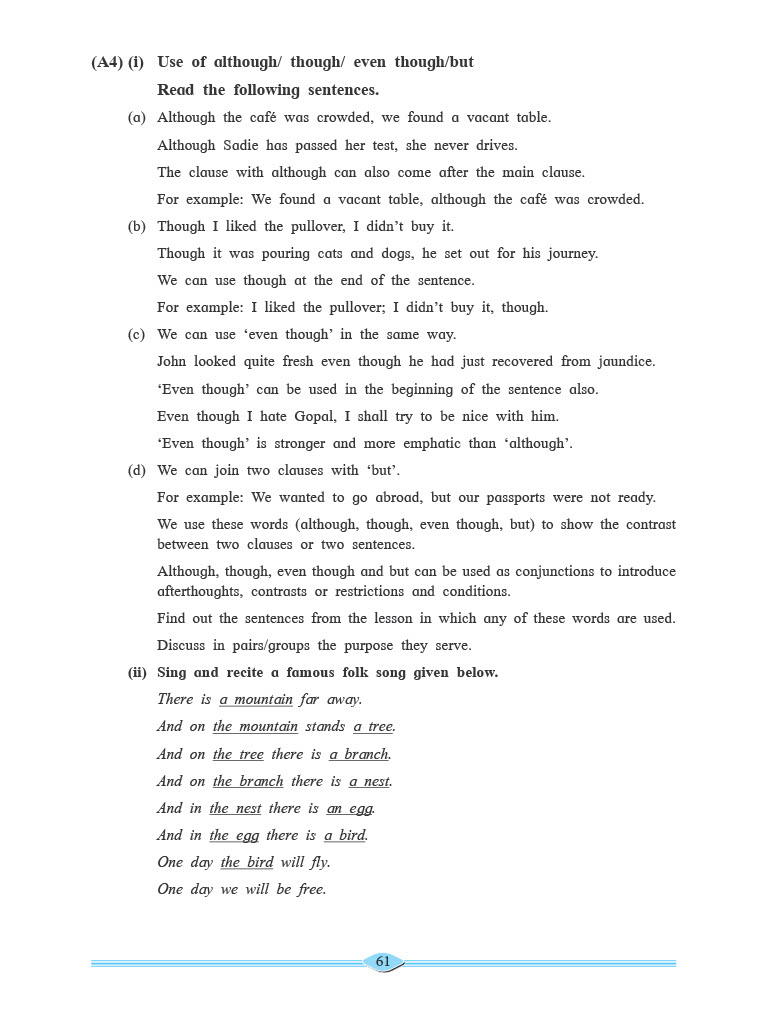 (A4) (i) Use of although/ though/ even though/but
Read the following sentences.
(a) Although the café was crowded, we found a vacant table.
Although Sadie has passed her test, she never drives.
The clause with although can also come after the main clause.
For example: We found a vacant table, although the café was crowded.
(b) Though I liked the pullover, I didn’t buy it.
Though it was pouring cats and dogs, he set out for his journey.
We can use though at the end of the sentence.
For example: I liked the pullover; I didn’t buy it, though.
(c) We can use ‘even though’ in the same way.
John looked quite fresh even though he had just recovered from jaundice.
‘Even though’ can be used in the beginning of the sentence also.
Even though I hate Gopal, I shall try to be nice with him.
‘Even though’ is stronger and more emphatic than ‘although’.
(d) We can join two clauses with ‘but’.
For example: We wanted to go abroad, but our passports were not ready.
We use these words (although, though, even though, but) to show the contrast
between two clauses or two sentences.
Although, though, even though and but can be used as conjunctions to introduce
afterthoughts, contrasts or restrictions and conditions.
Find out the sentences from the lesson in which any of these words are used.
Discuss in pairs/groups the purpose they serve.
(ii) Sing and recite a famous folk song given below.
There is a mountain far away.
And on the mountain stands a tree.
And on the tree there is a branch.
And on the branch there is a nest.
And in the nest there is an egg.
And in the egg there is a bird.
One day the bird will fly.
One day we will be free.
61